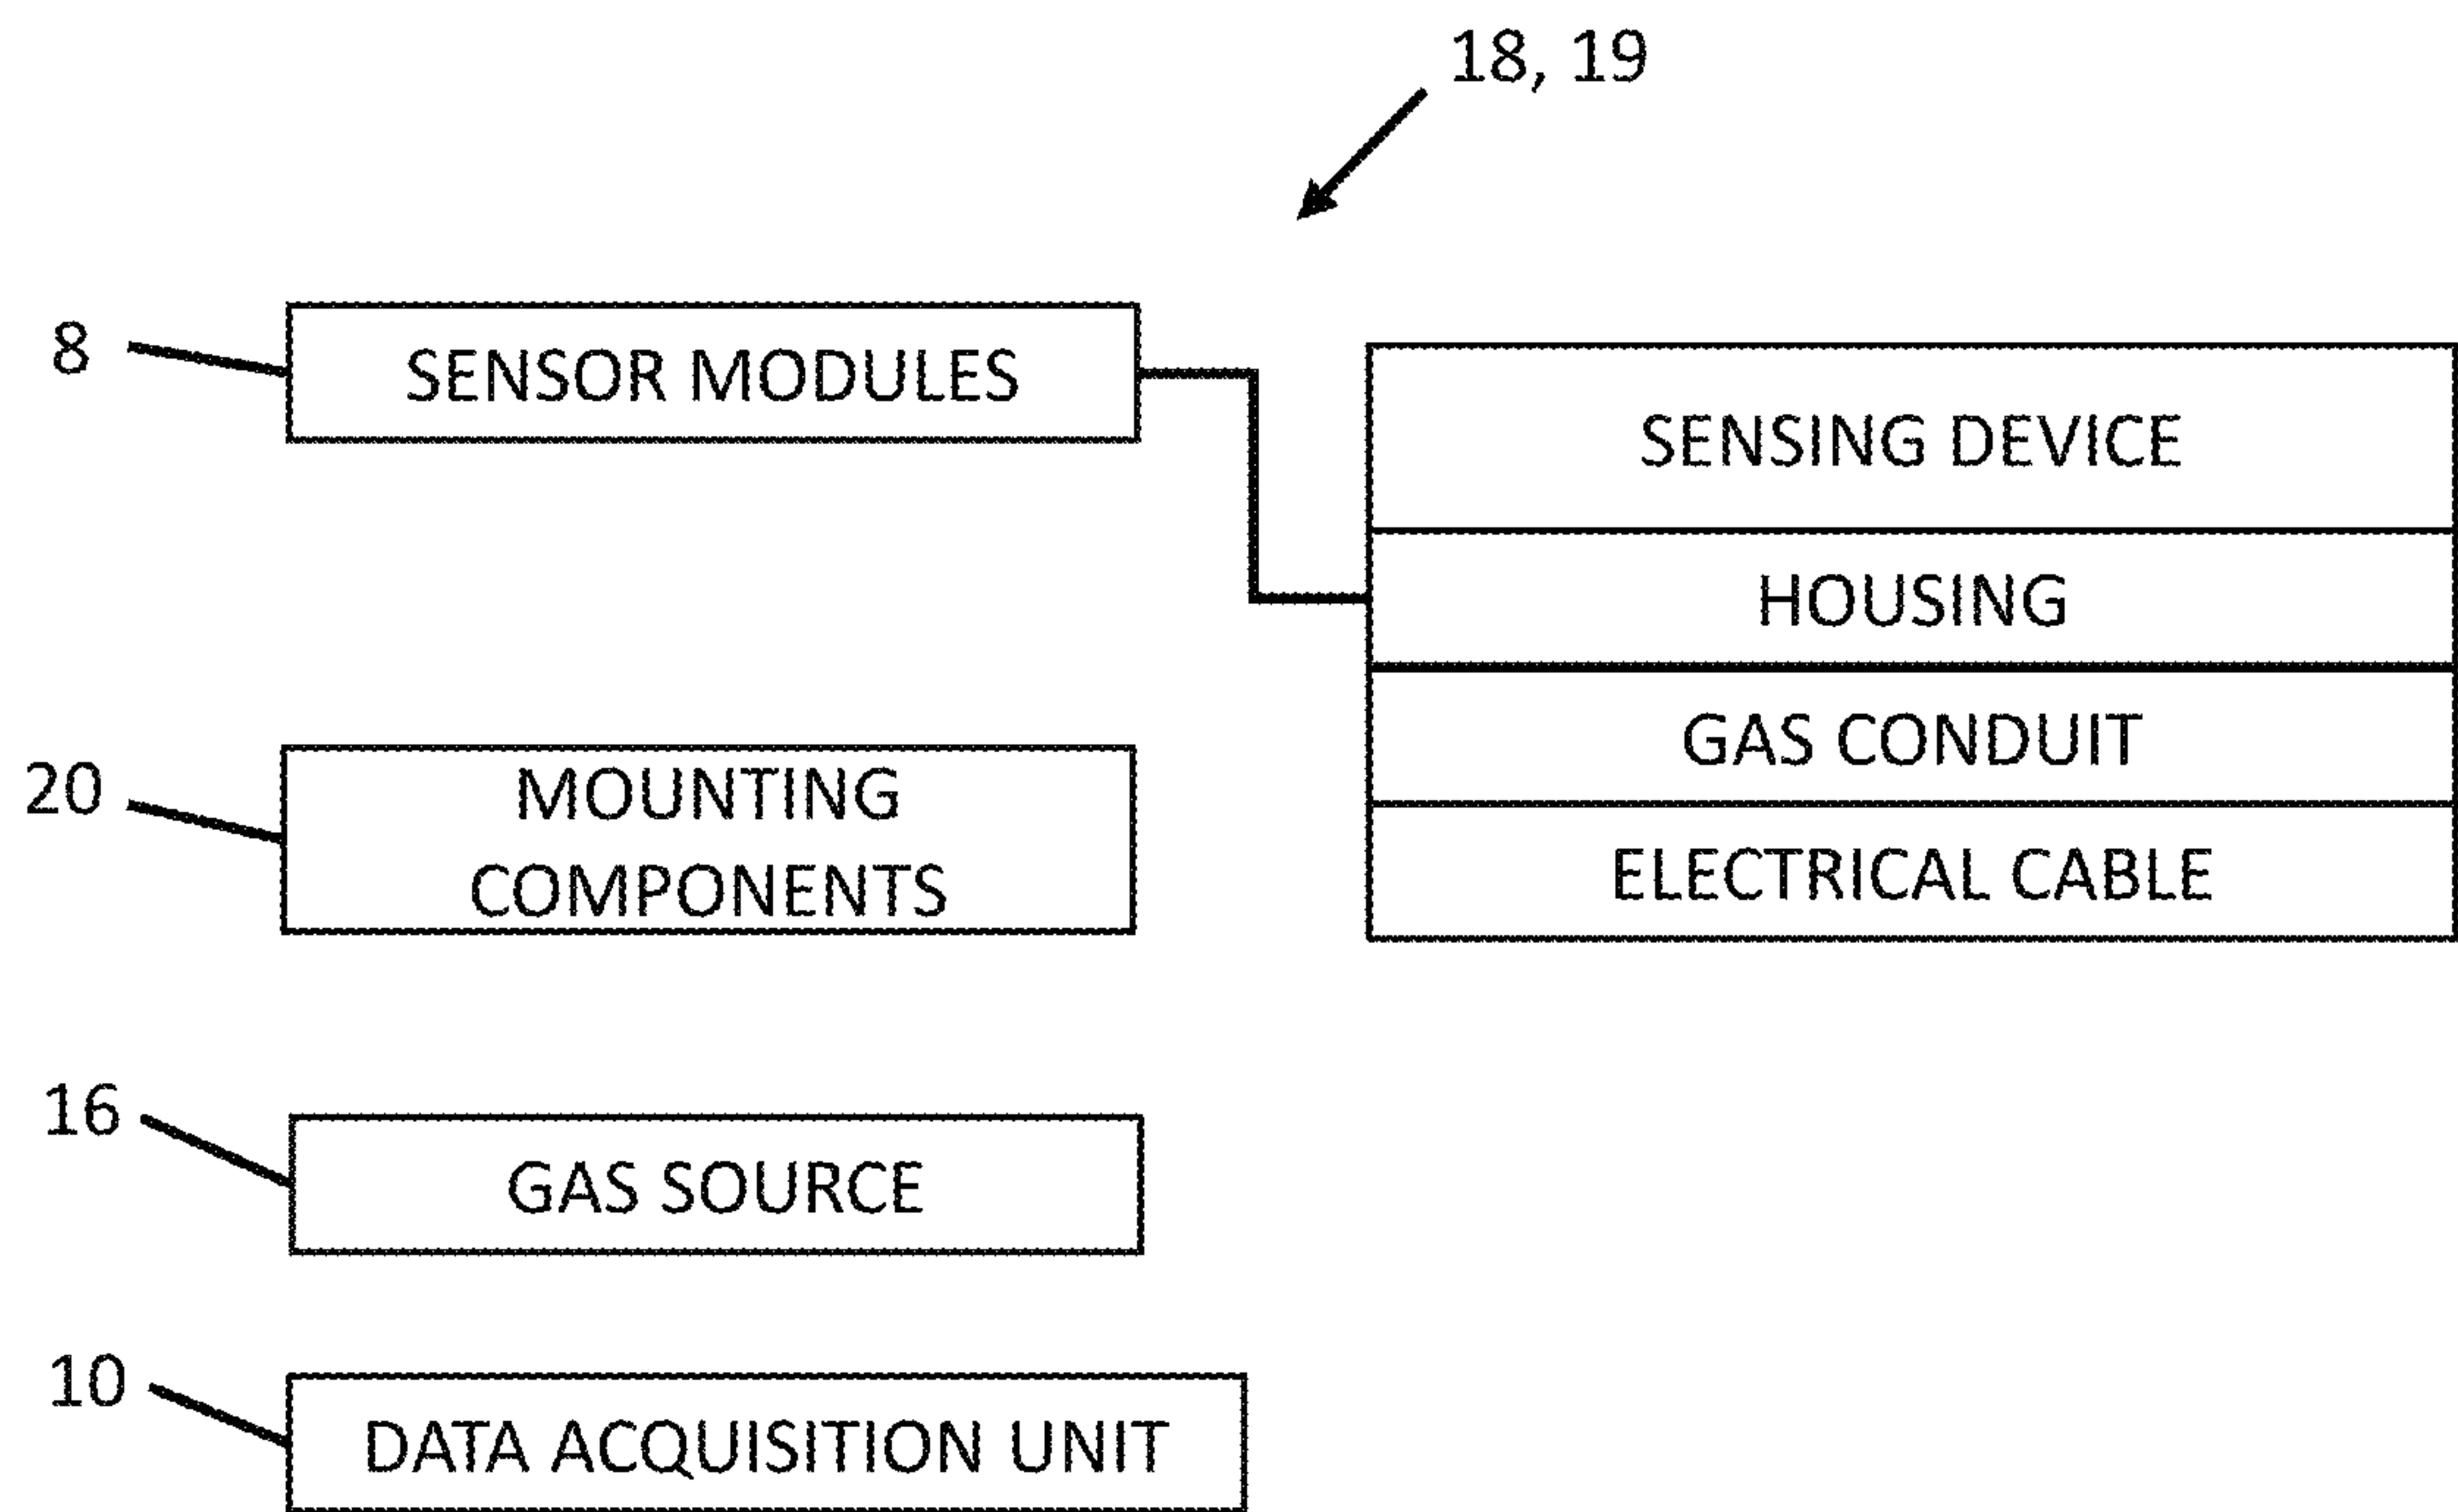 18, 19
8
SENSOR MODULES
SENSING DEVICE
HOUSING
GAS CONDUIT
ELECTRICAL CABLE
20
MOUNTING
COMPONENTS
16
GAS SOURCE
10
DATA ACQUISITION UNIT